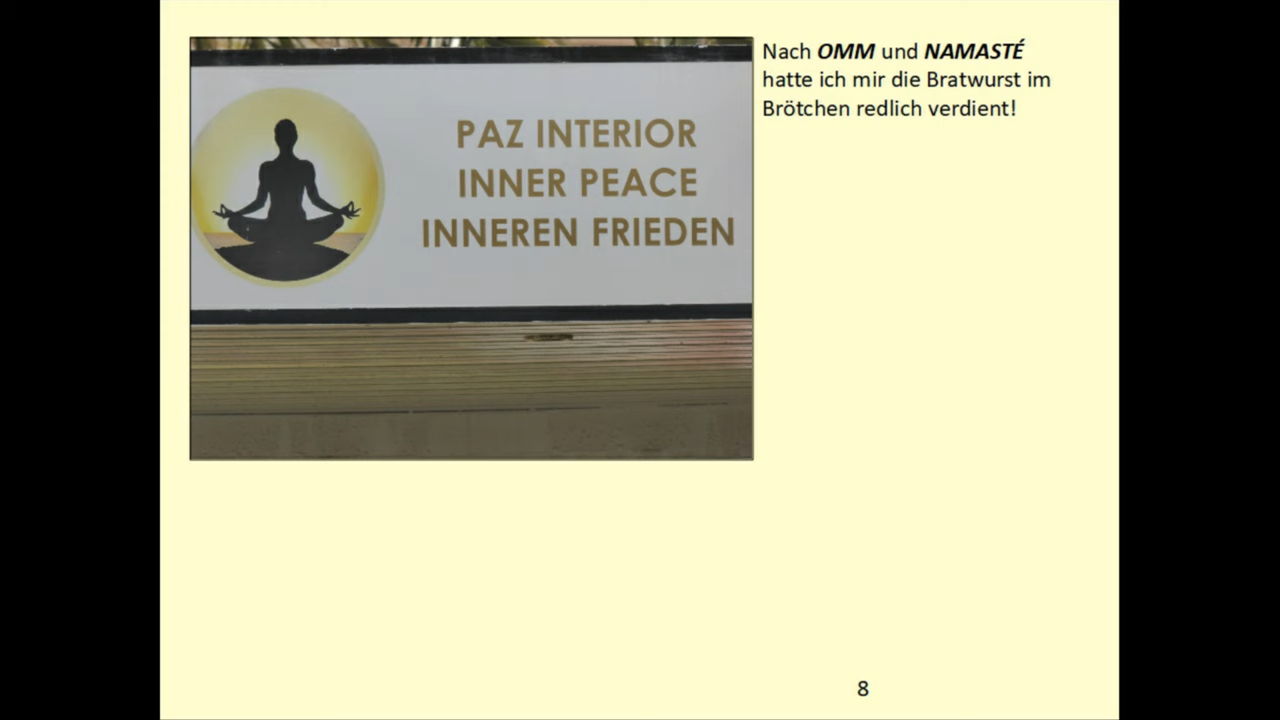 PAZ INTERIOR
INNER PEACE
INNEREN FRIEDEN
Nach OMM und NAMASTÉ
hatte ich mir die Bratwurst im
Brötchen redlich verdient!
8